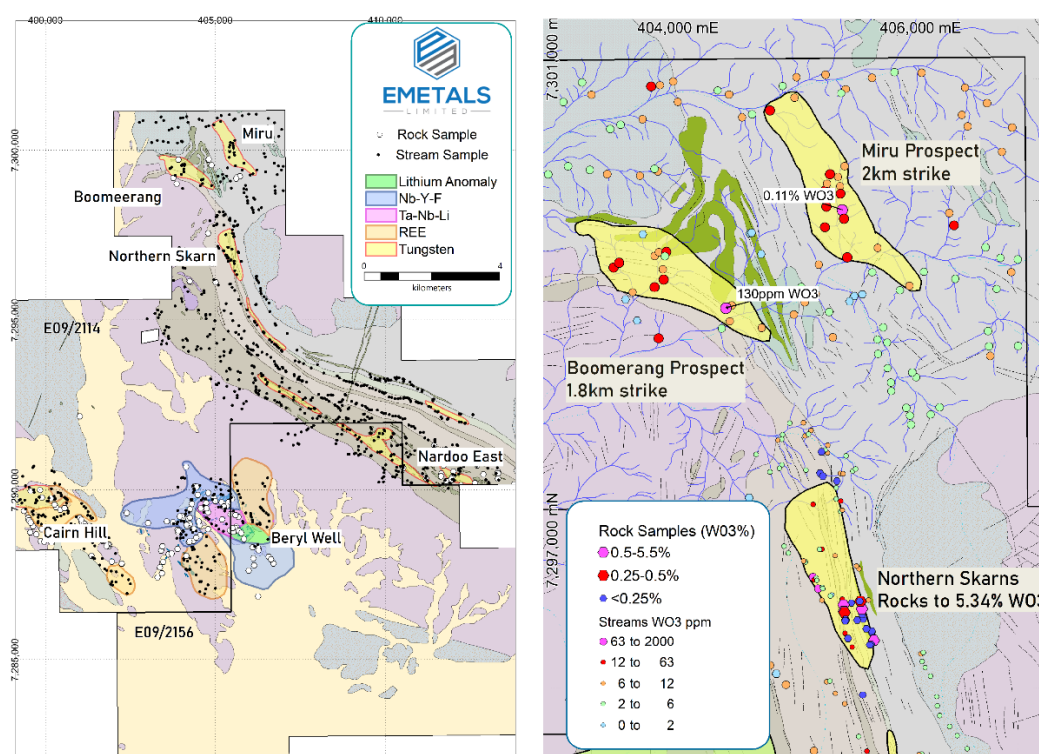 400,000
405,000
410,000
7,300,000
7,295,000
7,290,000
7,285,000
EMETALS
LIMITED
Rock Sample
Stream Sample
Lithium Anomaly
Nb-Y-F
Ta-Nb-Li
REE
Tungsten
0
4
kilometers
Miru
Boomeerang
Northern Skarn
E09/2114
Nardoo East
Cairn Hill
Beryl Well
E09/2156
404,000 mE
406,000 mE
7,301,000 m
7,297,000 mN
Miru Prospect
2km strike
0.11% WO3
130ppm WO3
Boomerang Prospect
1.8km strike
Northern Skarns
Rocks to 5.34% WO3
Rock Samples (W03%)
0.5-5.5%
0.25-0.5%
<0.25%
Streams WO3 ppm
63 to 2000
12 to 63
6 to 12
2 to 6
0 to 2